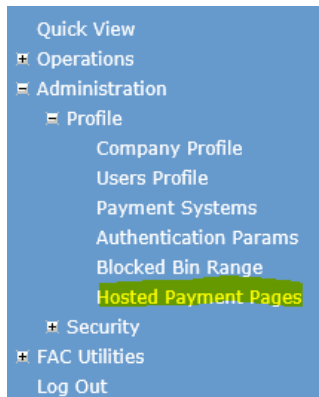 Quick View
Operations
Administration
Profile
Company Profile
Users Profile
Payment Systems
Authentication Params
Blocked Bin Range
Hosted Payment Pages
Security
FAC Utilities
Log Out